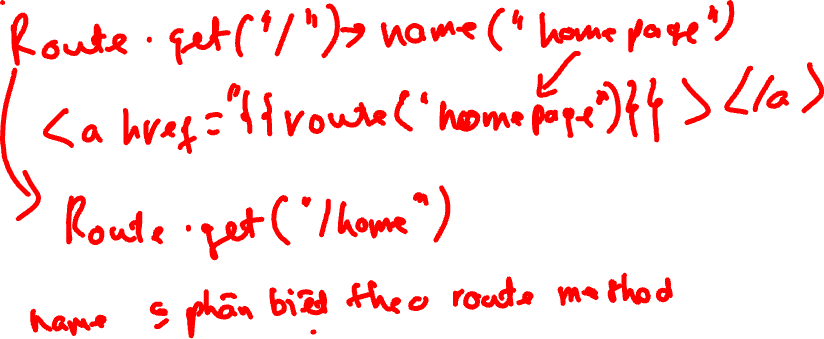 Route.get("/")→ name("homepage")
<a href="{{route("homepage"){{ ></a>
Route.get("/home")
name phân biệt theo route method